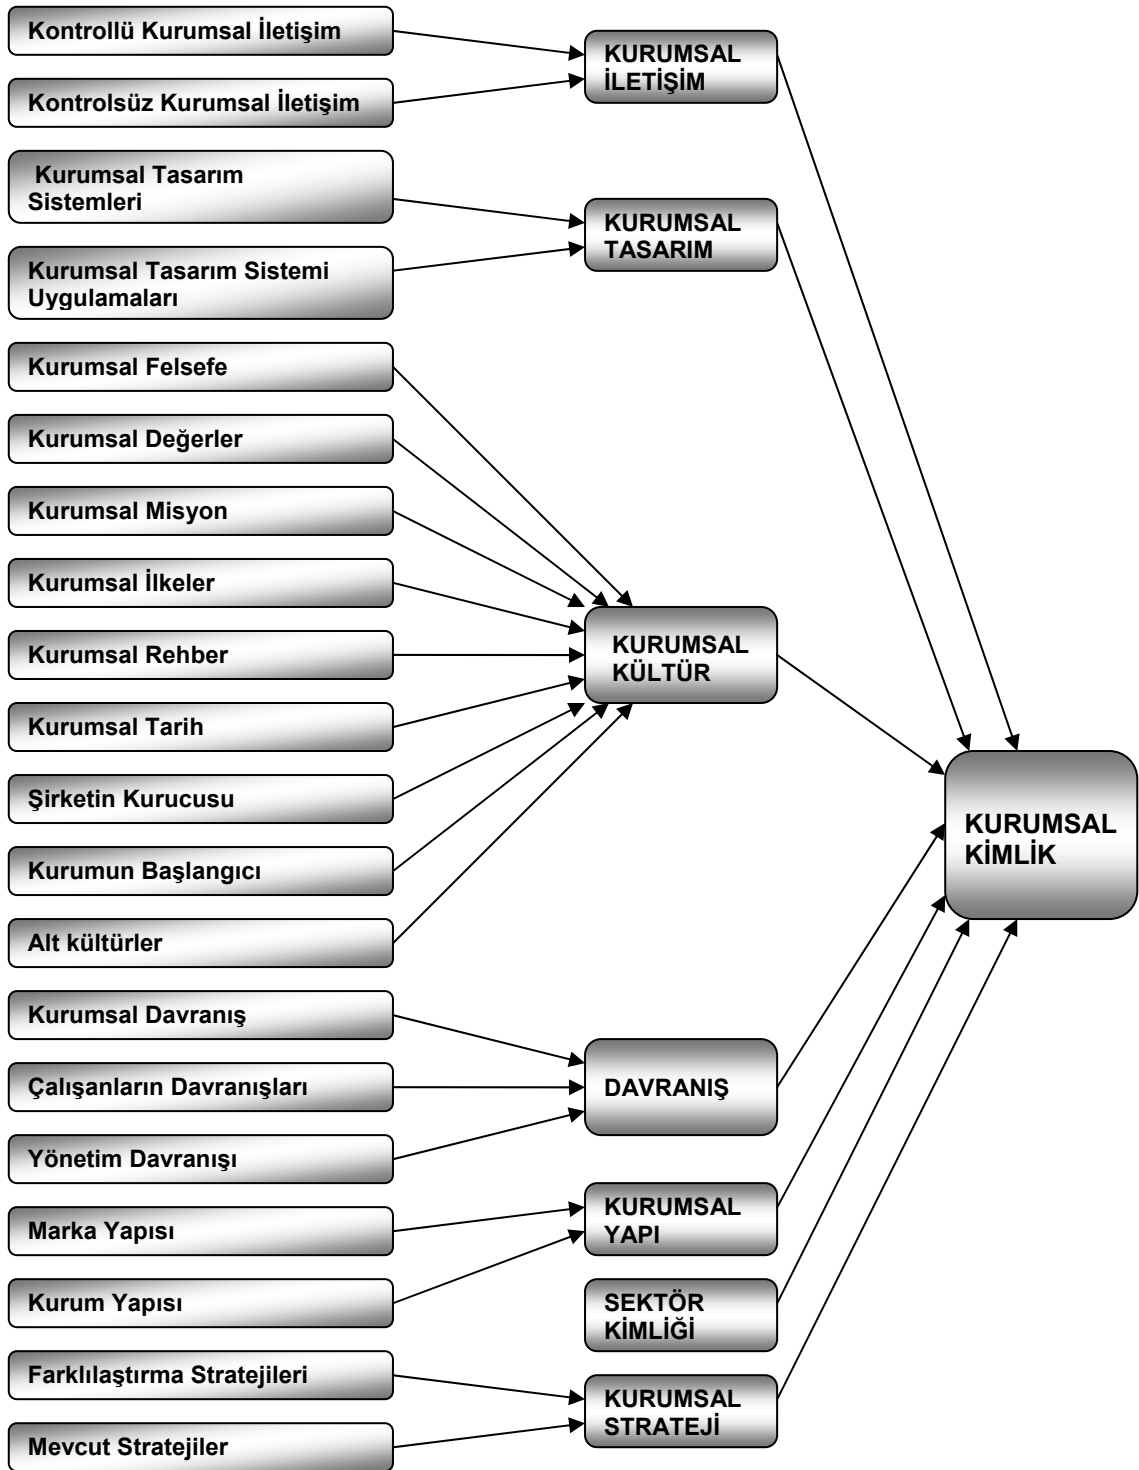 Kontrollü Kurumsal İletişim
Kontrolsüz Kurumsal İletişim
Kurumsal Tasarım
Sistemleri
Kurumsal Tasarım Sistemi
Uygulamaları
Kurumsal Felsefe
Kurumsal Değerler
Kurumsal Misyon
Kurumsal İlkeler
Kurumsal Rehber
Kurumsal Tarih
Şirketin Kurucusu
Kurumun Başlangıcı
Alt kültürler
Kurumsal Davranış
Çalışanların Davranışları
Yönetim Davranışı
Marka Yapısı
Kurum Yapısı
Farklılaştırma Stratejileri
Mevcut Stratejiler
KURUMSAL
İLETİŞİM
KURUMSAL
TASARIM
KURUMSAL
KÜLTÜR
DAVRANIŞ
KURUMSAL
YAPI
SEKTÖR
KİMLİĞİ
KURUMSAL
STRATEJİ
KURUMSAL
KİMLİK